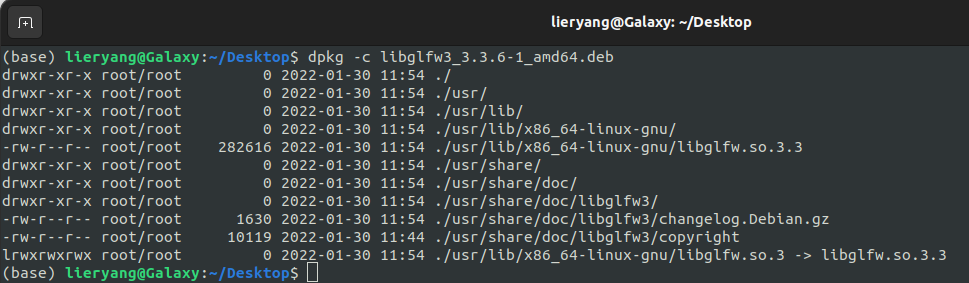 lieryang@Galaxy: ~/Desktop
(base) lieryang@Galaxy:~/Desktop$ dpkg -c libglfw3_3.3.6-1_amd64.deb
drwxr-xr-x root/root         0 2022-01-30 11:54 ./
drwxr-xr-x root/root         0 2022-01-30 11:54 ./usr/
drwxr-xr-x root/root         0 2022-01-30 11:54 ./usr/lib/
drwxr-xr-x root/root         0 2022-01-30 11:54 ./usr/lib/x86_64-linux-gnu/
-rw-r--r-- root/root    282616 2022-01-30 11:54 ./usr/lib/x86_64-linux-gnu/libglfw.so.3.3
drwxr-xr-x root/root         0 2022-01-30 11:54 ./usr/share/
drwxr-xr-x root/root         0 2022-01-30 11:54 ./usr/share/doc/
drwxr-xr-x root/root         0 2022-01-30 11:54 ./usr/share/doc/libglfw3/
-rw-r--r-- root/root      1630 2022-01-30 11:54 ./usr/share/doc/libglfw3/changelog.Debian.gz
-rw-r--r-- root/root     10119 2022-01-30 11:44 ./usr/share/doc/libglfw3/copyright
lrwxrwxrwx root/root         0 2022-01-30 11:54 ./usr/lib/x86_64-linux-gnu/libglfw.so.3 -> libglfw.so.3.3
(base) lieryang@Galaxy:~/Desktop$